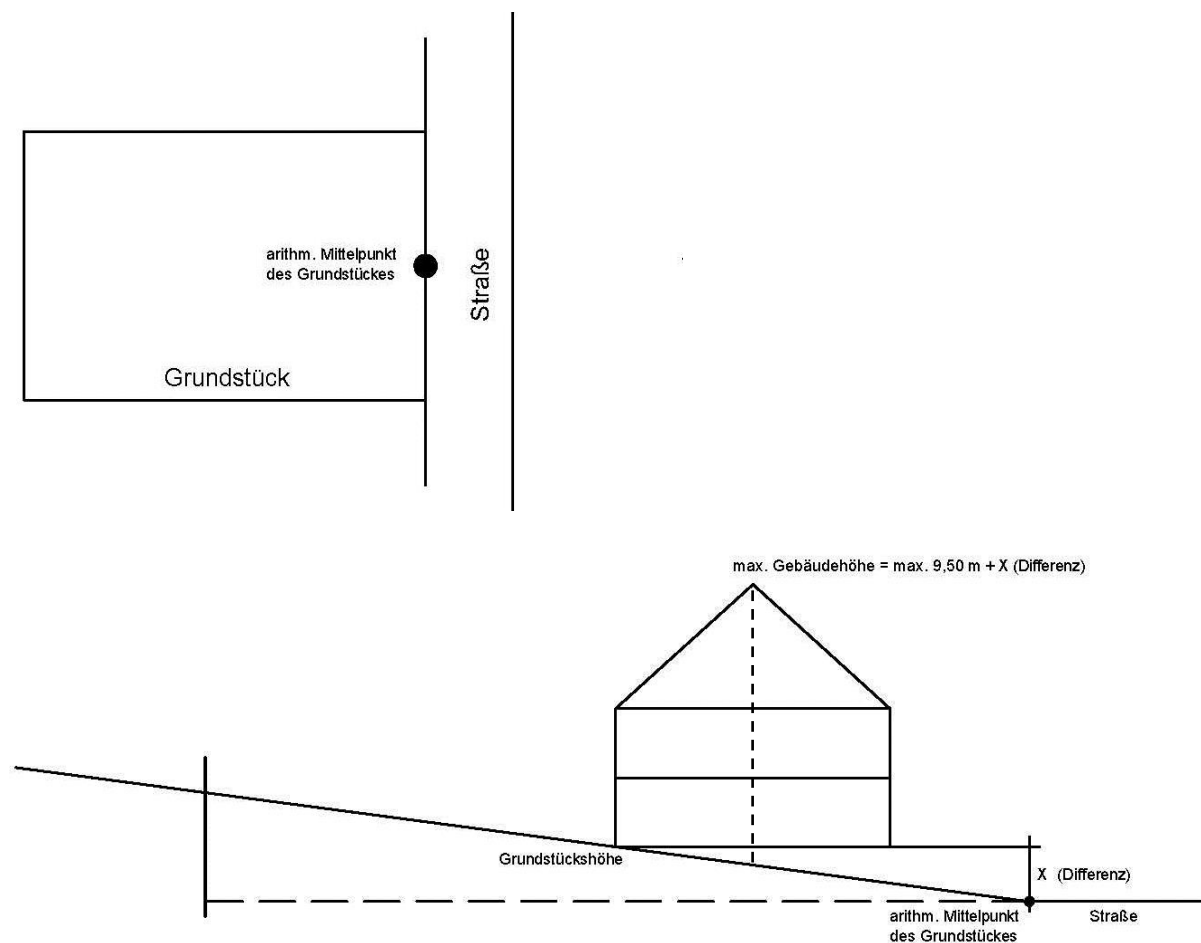 arithm. Mittelpunkt
des Grundstückes
Straße
Grundstück
max. Gebäudehöhe = max. 9,50 m + X (Differenz)
Grundstückshöhe
X (Differenz)
arithm. Mittelpunkt
des Grundstückes
Straße